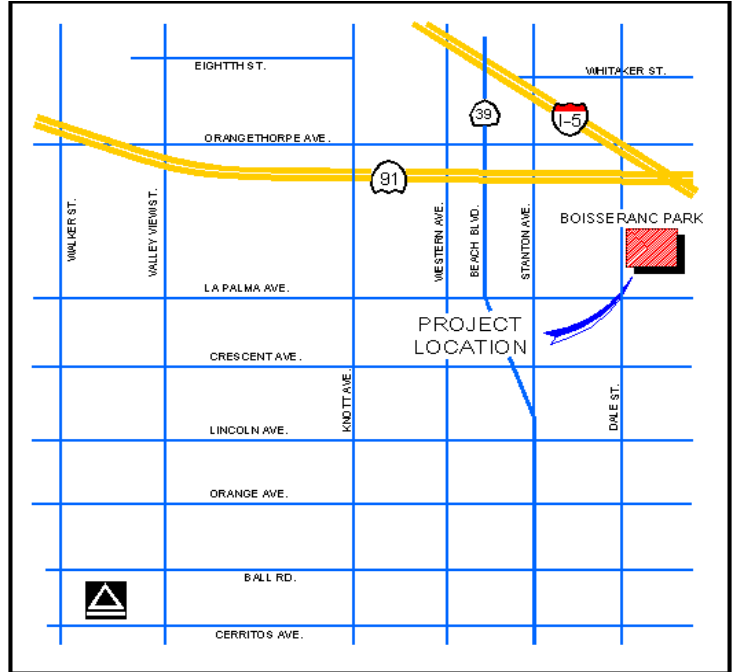 EIGHTTH ST.
WHITAKER ST.
39
I-5
ORANGETHORPE AVE.
91
WALKER ST.
VALLEY VIEW ST.
WESTERN AVE.
BEACH BLVD.
STANTON AVE.
BOISSERANC PARK
LA PALMA AVE.
PROJECT
LOCATION
CRESCENT AVE.
KNOTT AVE.
DALE ST.
LINCOLN AVE.
ORANGE AVE.
BALL RD.
CERRITOS AVE.